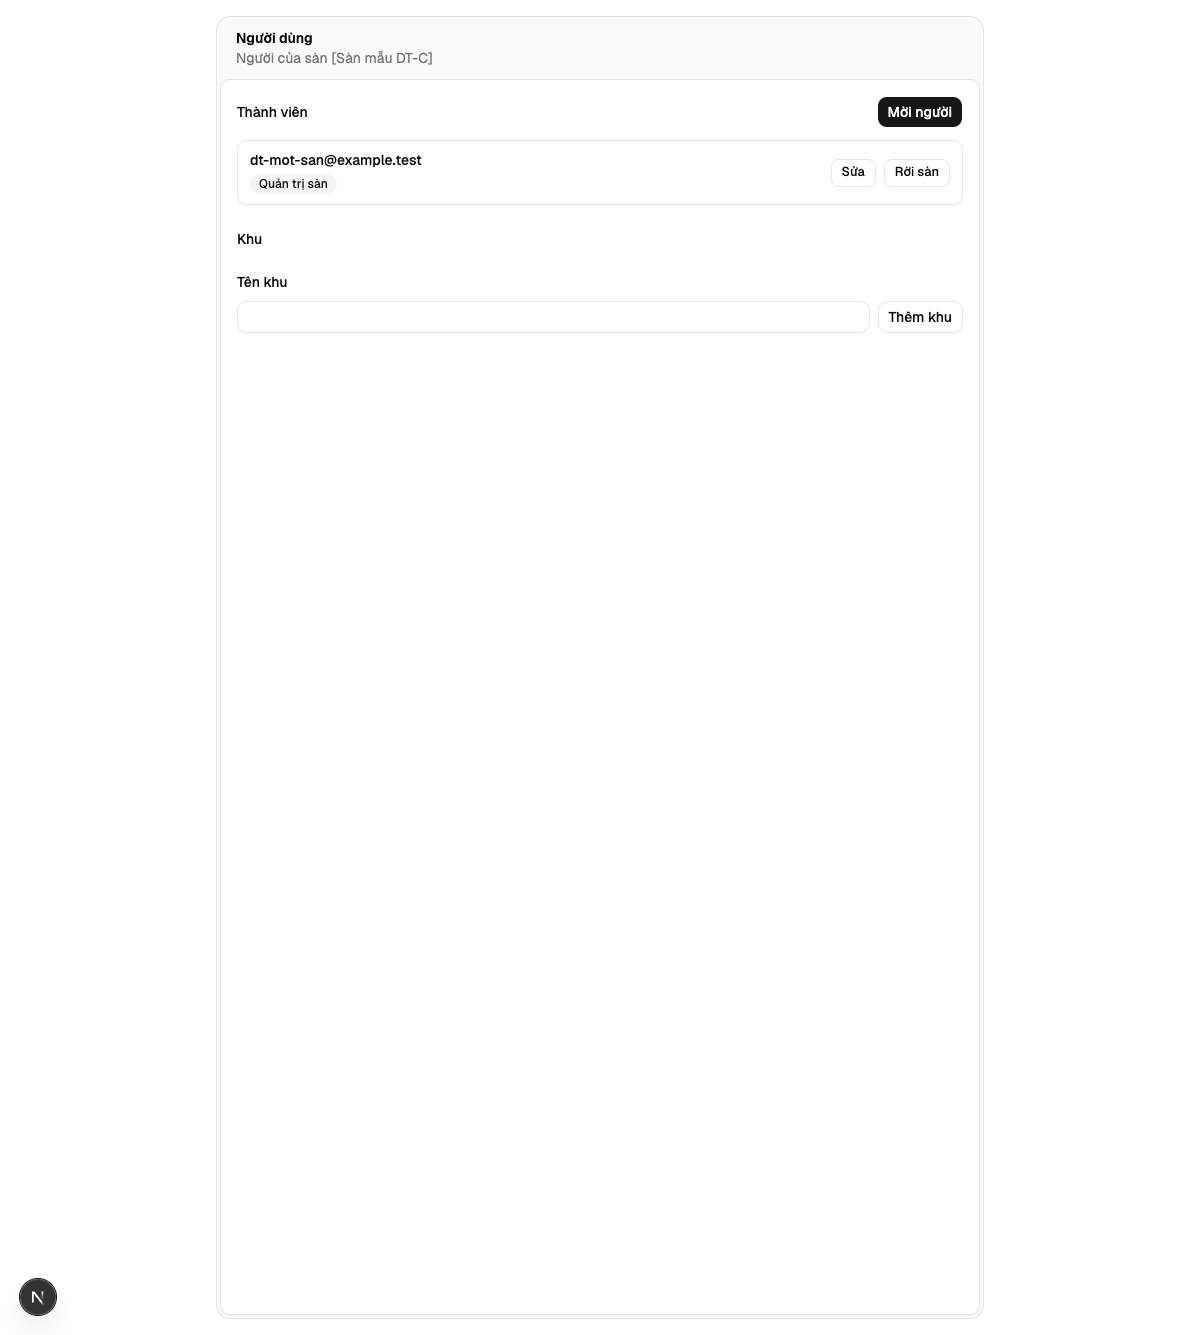 Người dùng
Người của sàn [Sàn mẫu DT-C]
Thành viên
Mời người
dt-mot-san@example.test
Quản trị sàn
Sửa
Rời sàn
Khu
Tên khu
Thêm khu
N